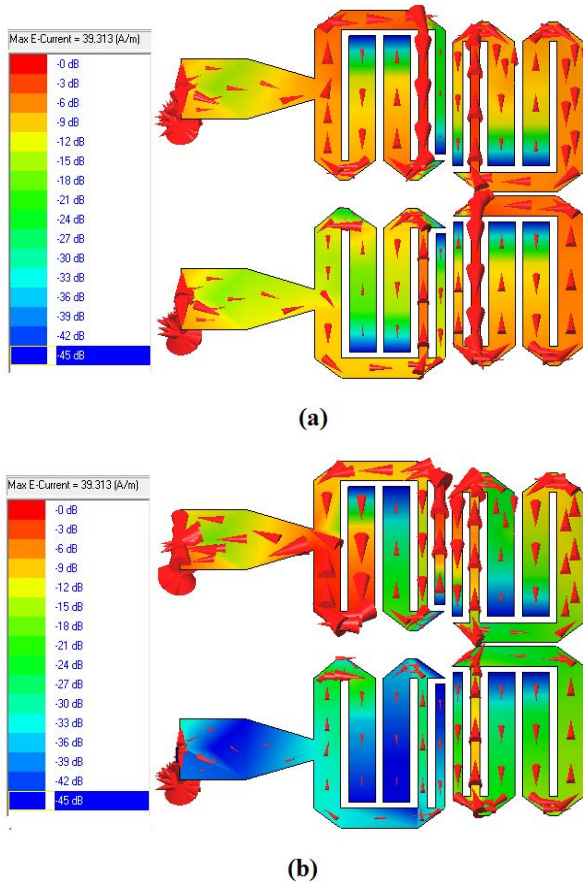 Max E-Current = 39.313 (A/m)
-0 dB
-3 dB
-6 dB
-9 dB
-12 dB
-15 dB
-18 dB
-21 dB
-24 dB
-27 dB
-30 dB
-33 dB
-36 dB
-39 dB
-42 dB
-45 dB
(a)
Max E-Current = 39.313 (A/m)
-0 dB
-3 dB
-6 dB
-9 dB
-12 dB
-15 dB
-18 dB
-21 dB
-24 dB
-27 dB
-30 dB
-33 dB
-36 dB
-39 dB
-42 dB
-45 dB
(b)